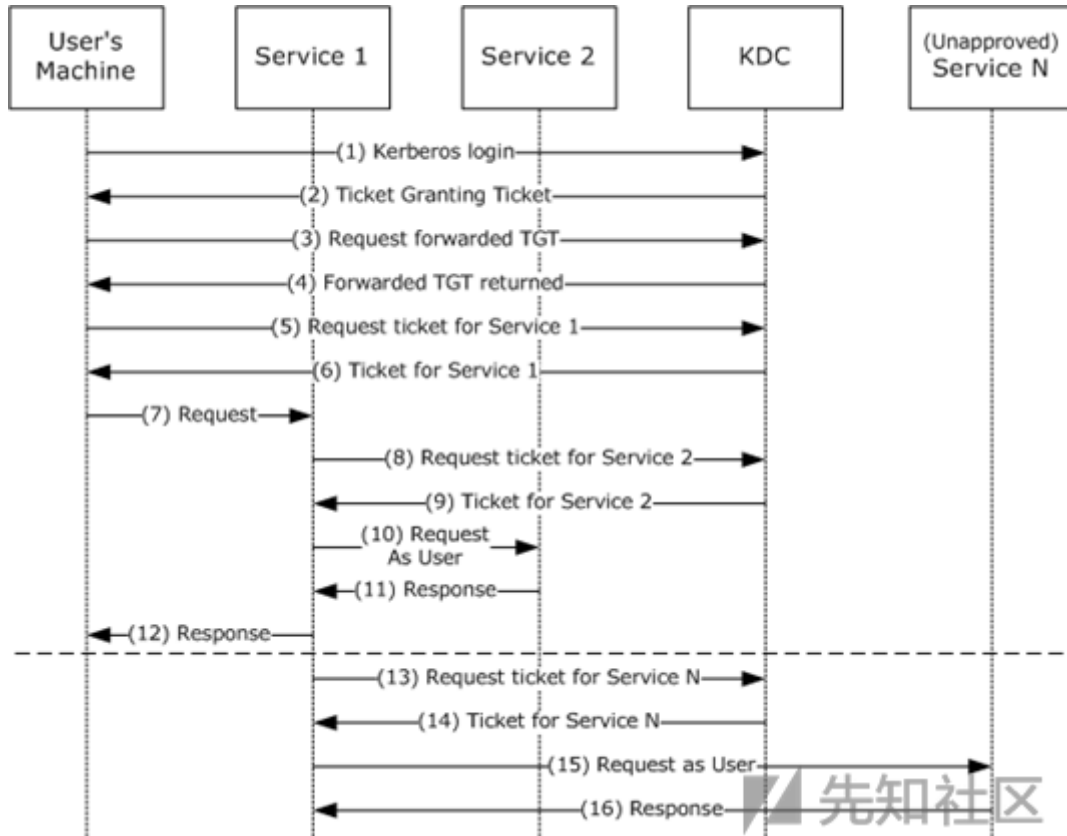 User's
Machine
Service 1
Service 2
KDC
(Unapproved)
Service N
(1) Kerberos login
(2) Ticket Granting Ticket
(3) Request forwarded TGT
(4) Forwarded TGT returned
(5) Request ticket for Service 1
(6) Ticket for Service 1
(7) Request
(8) Request ticket for Service 2
(9) Ticket for Service 2
(10) Request
As User
(11) Response
(12) Response
(13) Request ticket for Service N
(14) Ticket for Service N
(15) Request as User
(16) Response
先知社区